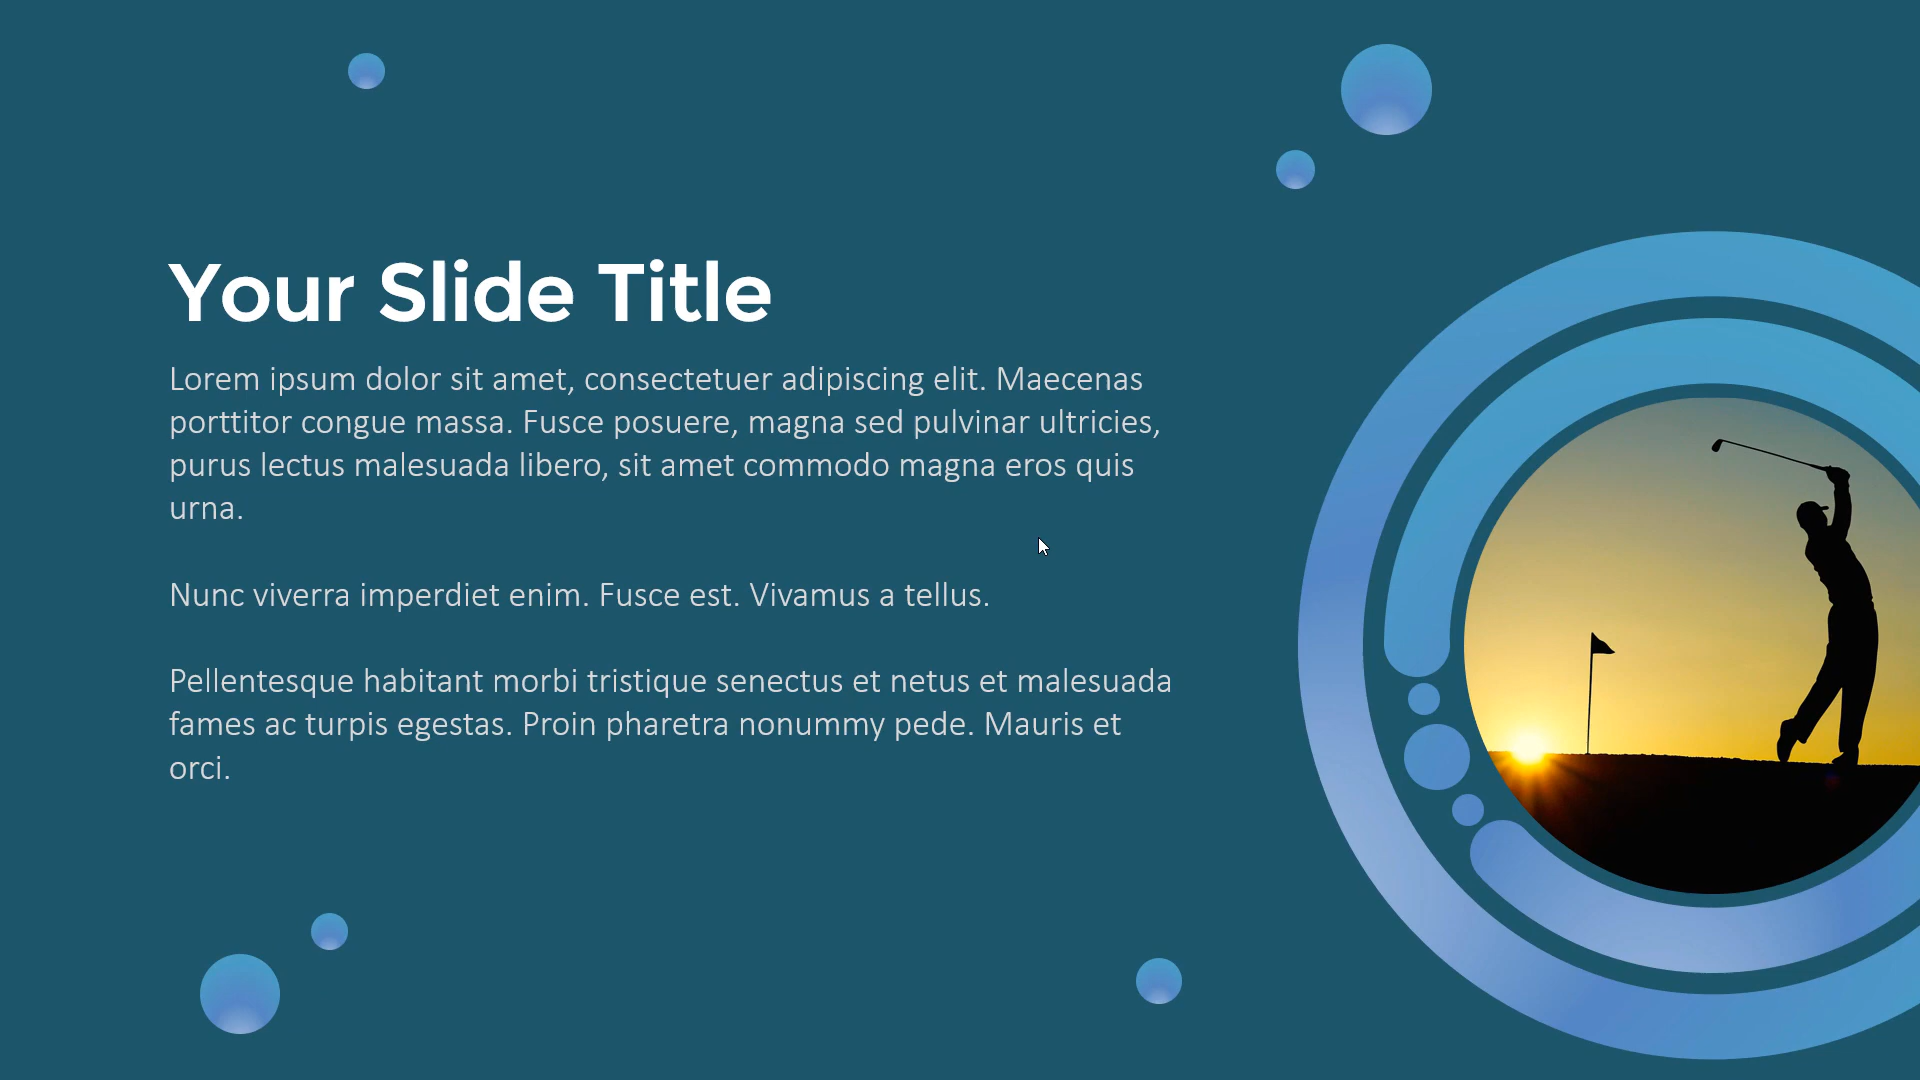 Your Slide Title
Lorem ipsum dolor sit amet, consectetuer adipiscing elit. Maecenas
porttitor congue massa. Fusce posuere, magna sed pulvinar ultricies,
purus lectus malesuada libero, sit amet commodo magna eros quis
urna.
Nunc viverra imperdiet enim. Fusce est. Vivamus a tellus.
Pellentesque habitant morbi tristique senectus et netus et malesuada
fames ac turpis egestas. Proin pharetra nonummy pede. Mauris et
orci.